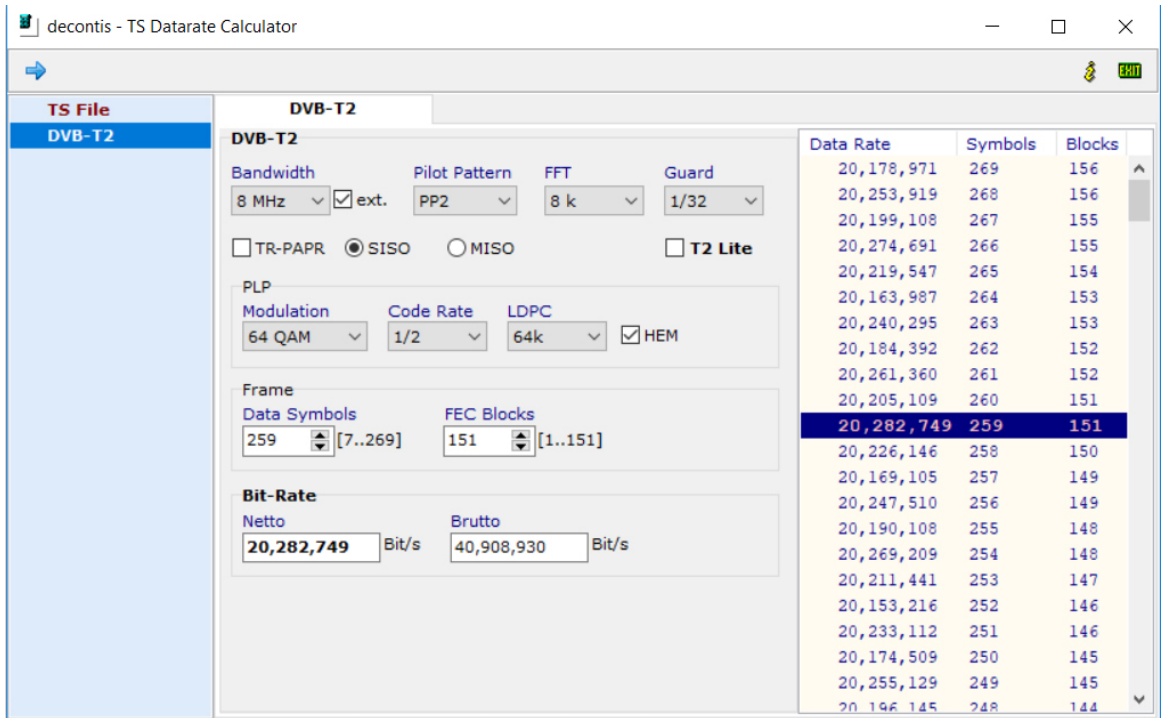 decontis - TS Datarate Calculator
EXIT
TS File
DVB-T2
DVB-T2
DVB-T2
Bandwidth Pilot Pattern FFT Guard
8 MHz ext. PP2 8 k 1/32
TR-PAPR SISO MISO T2 Lite
PLP
Modulation Code Rate LDPC
64 QAM 1/2 64k HEM
Frame
Data Symbols FEC Blocks
259 [7..269] 151 [1..151]
Bit-Rate
Netto Brutto
20,282,749 Bit/s 40,908,930 Bit/s
Data Rate Symbols Blocks
20,178,971 269 156
20,253,919 268 156
20,199,108 267 155
20,274,691 266 155
20,219,547 265 154
20,163,987 264 153
20,240,295 263 153
20,184,392 262 152
20,261,360 261 152
20,205,109 260 151
20,282,749 259 151
20,226,146 258 150
20,169,105 257 149
20,247,510 256 149
20,190,108 255 148
20,269,209 254 148
20,211,441 253 147
20,153,216 252 146
20,233,112 251 146
20,174,509 250 145
20,255,129 249 145
20,196,145 248 144